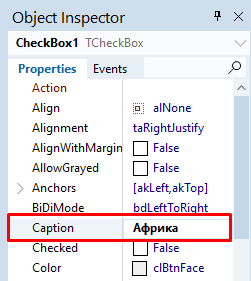 Object Inspector
CheckBox1 TCheckBox
Properties Events
Action
Align alNone
Alignment taRightJustify
AlignWithMargin False
AllowGrayed False
Anchors [akLeft,akTop]
BiDiMode bdLeftToRight
Caption Африка
Checked False
Color clBtnFace